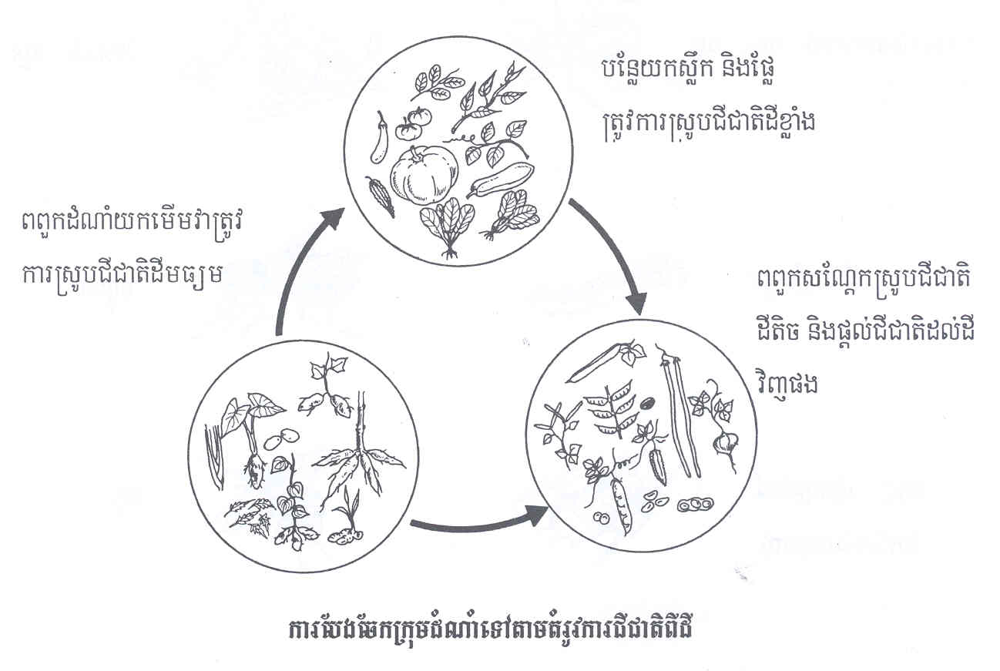 បន្លែយកស្លឹក និងផ្លែ
ត្រូវការស្រូបជីជាតិដីខ្លាំង
ពពួកដំណាំយកមើមវាត្រូវ
ការស្រូបជីជាតិដីមធ្យម
ពពួកសណ្ដែកស្រូបជីជាតិ
ដីតិច និងផ្ដល់ជីជាតិដល់ដី
វិញផង
ការបែងចែកក្រុមដំណាំទៅតាមតំរូវការជីជាតិពីដី